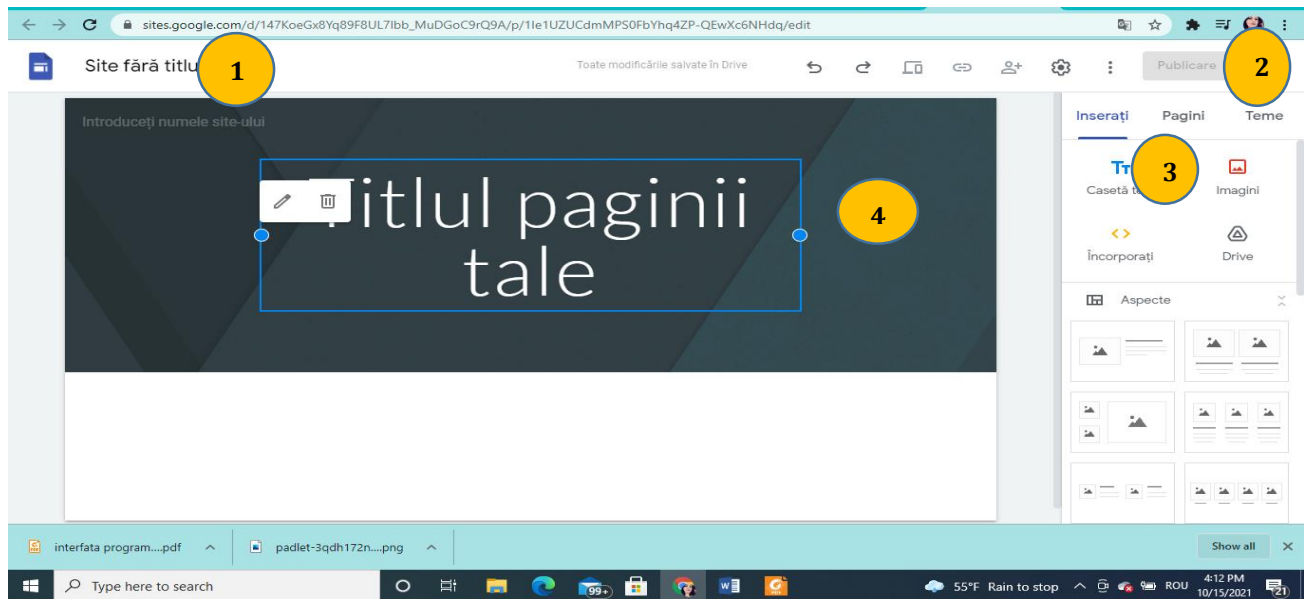 sites.google.com/d/147KoeGx8Yq89F8UL7lbb_MuDGoC9rQ9A/p/1Ie1UZUCdmMPS0FbYhq4ZP-QEwXc6NHdq/edit
Site fără titlu
1
Toate modificările salvate în Drive
Publicare
2
Introduceți numele site-ului
Inserați Pagini Teme
Titlul paginii
tale
3
4
Casetă Imagini
Încorporați Drive
Aspecte
interfata program....pdf padlet-3qdh172n....png Show all
Type here to search
99+
55°F Rain to stop ROU 4:12 PM
10/15/2021
21